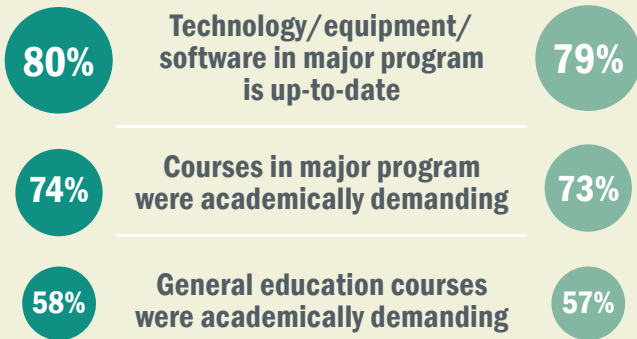 80%
Technology/equipment/
software in major program
is up-to-date
79%
74%
Courses in major program
were academically demanding
73%
58%
General education courses
were academically demanding
57%